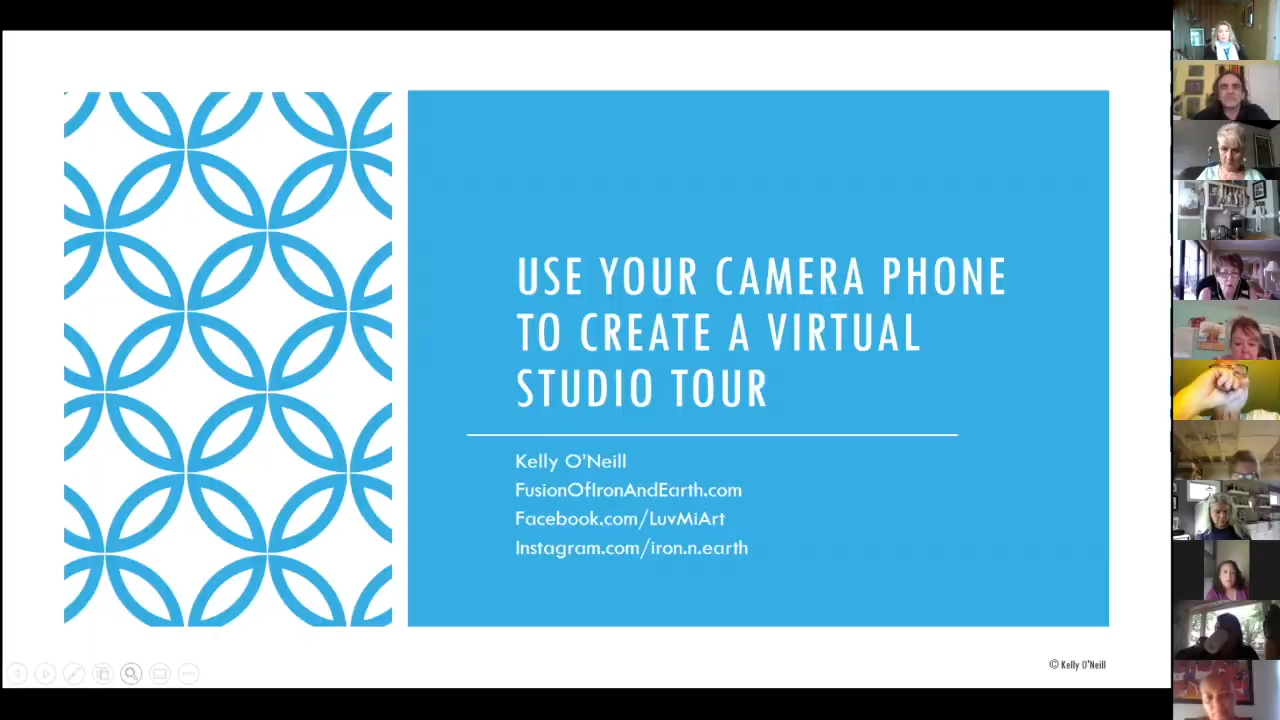 USE YOUR CAMERA PHONE
TO CREATE A VIRTUAL
STUDIO TOUR
Kelly O'Neill
FusionOfIronAndEarth.com
Facebook.com/LuvMiArt
Instagram.com/iron.n.earth
© Kelly O'Neill